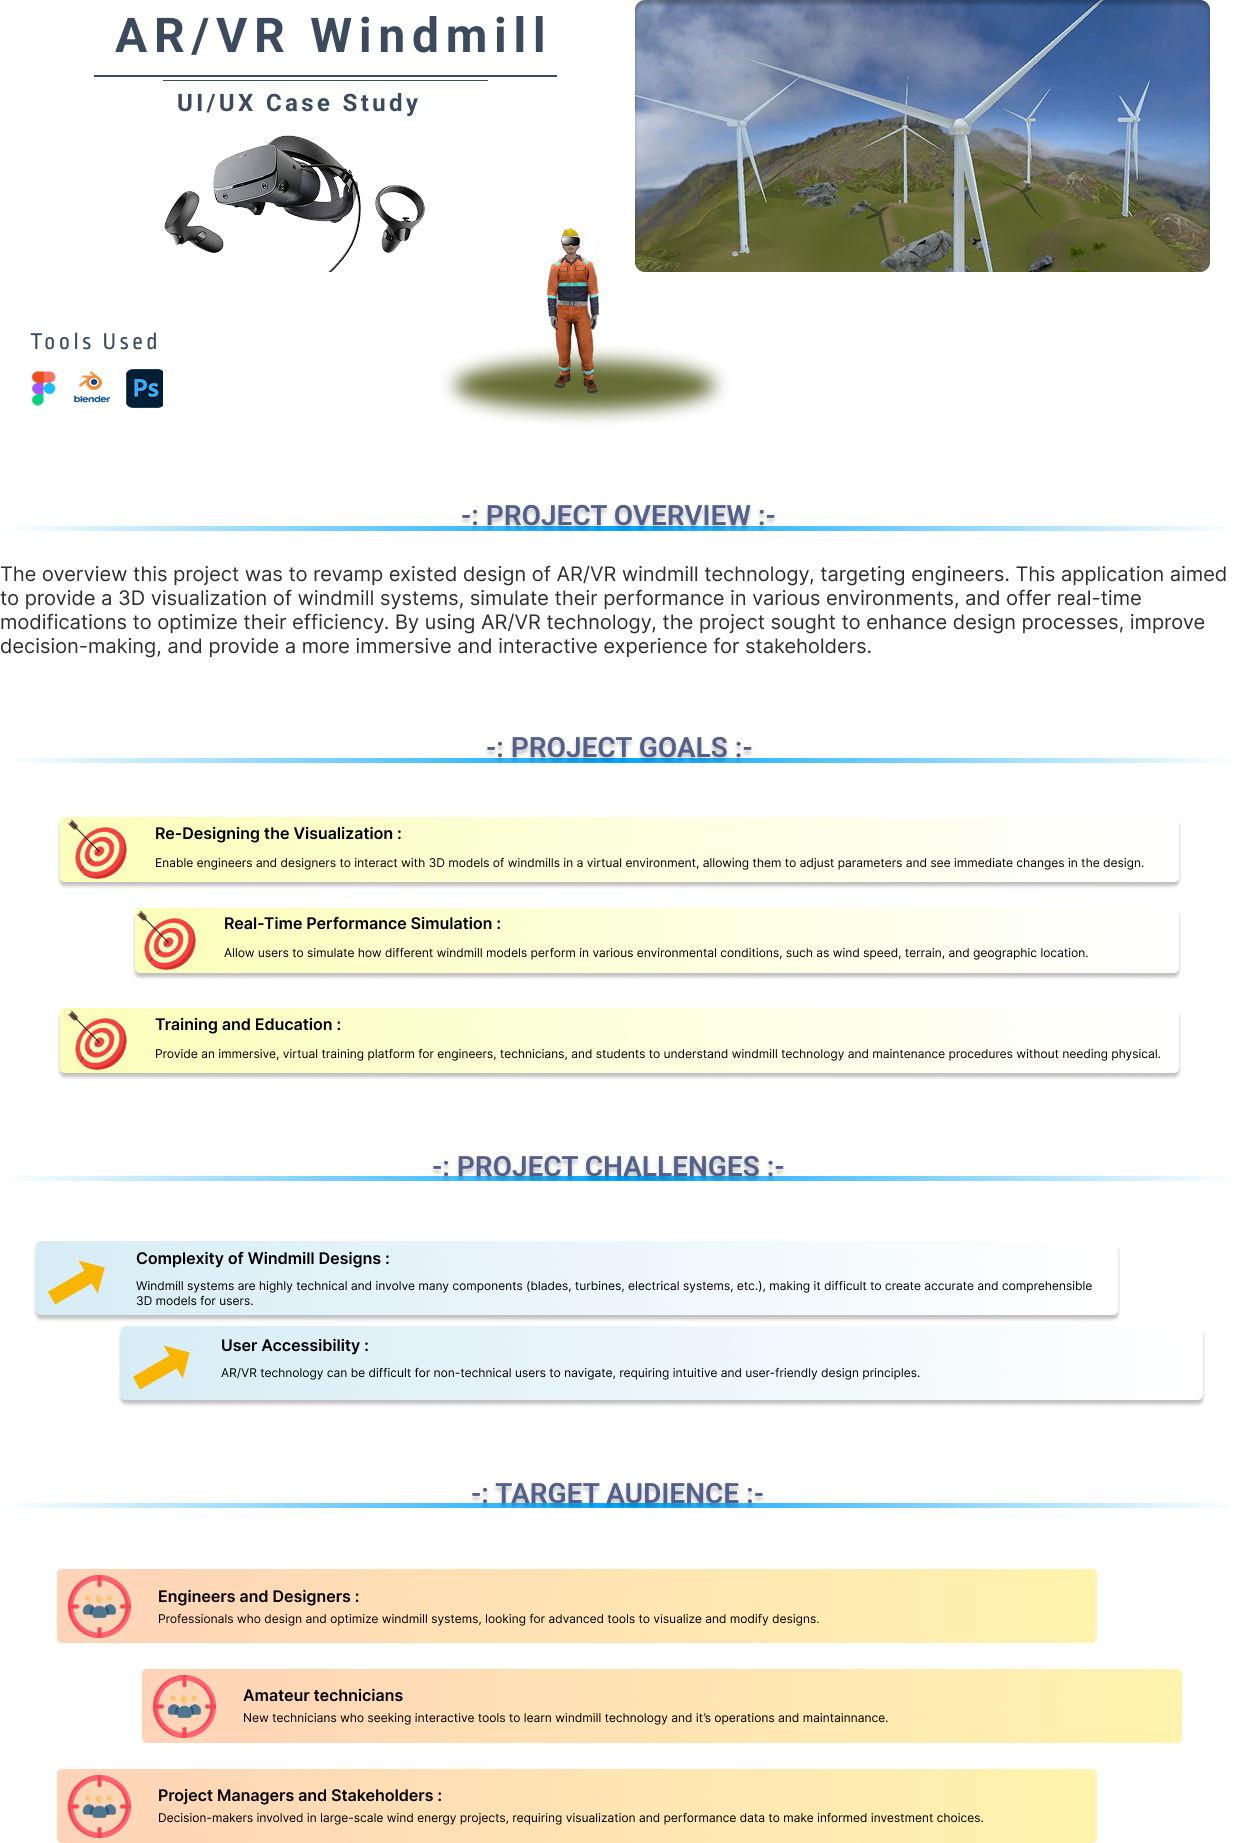 AR/VR Windmill
UI/UX Case Study
Tools Used
blender
Ps
-: PROJECT OVERVIEW :-
The overview this project was to revamp existed design of AR/VR windmill technology, targeting engineers. This application aimed
to provide a 3D visualization of windmill systems, simulate their performance in various environments, and offer real-time
modifications to optimize their efficiency. By using AR/VR technology, the project sought to enhance design processes, improve
decision-making, and provide a more immersive and interactive experience for stakeholders.
-: PROJECT GOALS :-
Re-Designing the Visualization :
Enable engineers and designers to interact with 3D models of windmills in a virtual environment, allowing them to adjust parameters and see immediate changes in the design.
Real-Time Performance Simulation :
Allow users to simulate how different windmill models perform in various environmental conditions, such as wind speed, terrain, and geographic location.
Training and Education :
Provide an immersive, virtual training platform for engineers, technicians, and students to understand windmill technology and maintenance procedures without needing physical.
-: PROJECT CHALLENGES :-
Complexity of Windmill Designs :
Windmill systems are highly technical and involve many components (blades, turbines, electrical systems, etc.), making it difficult to create accurate and comprehensible
3D models for users.
User Accessibility :
AR/VR technology can be difficult for non-technical users to navigate, requiring intuitive and user-friendly design principles.
-: TARGET AUDIENCE :-
Engineers and Designers :
Professionals who design and optimize windmill systems, looking for advanced tools to visualize and modify designs.
Amateur technicians
New technicians who seeking interactive tools to learn windmill technology and it's operations and maintainnance.
Project Managers and Stakeholders :
Decision-makers involved in large-scale wind energy projects, requiring visualization and performance data to make informed investment choices.